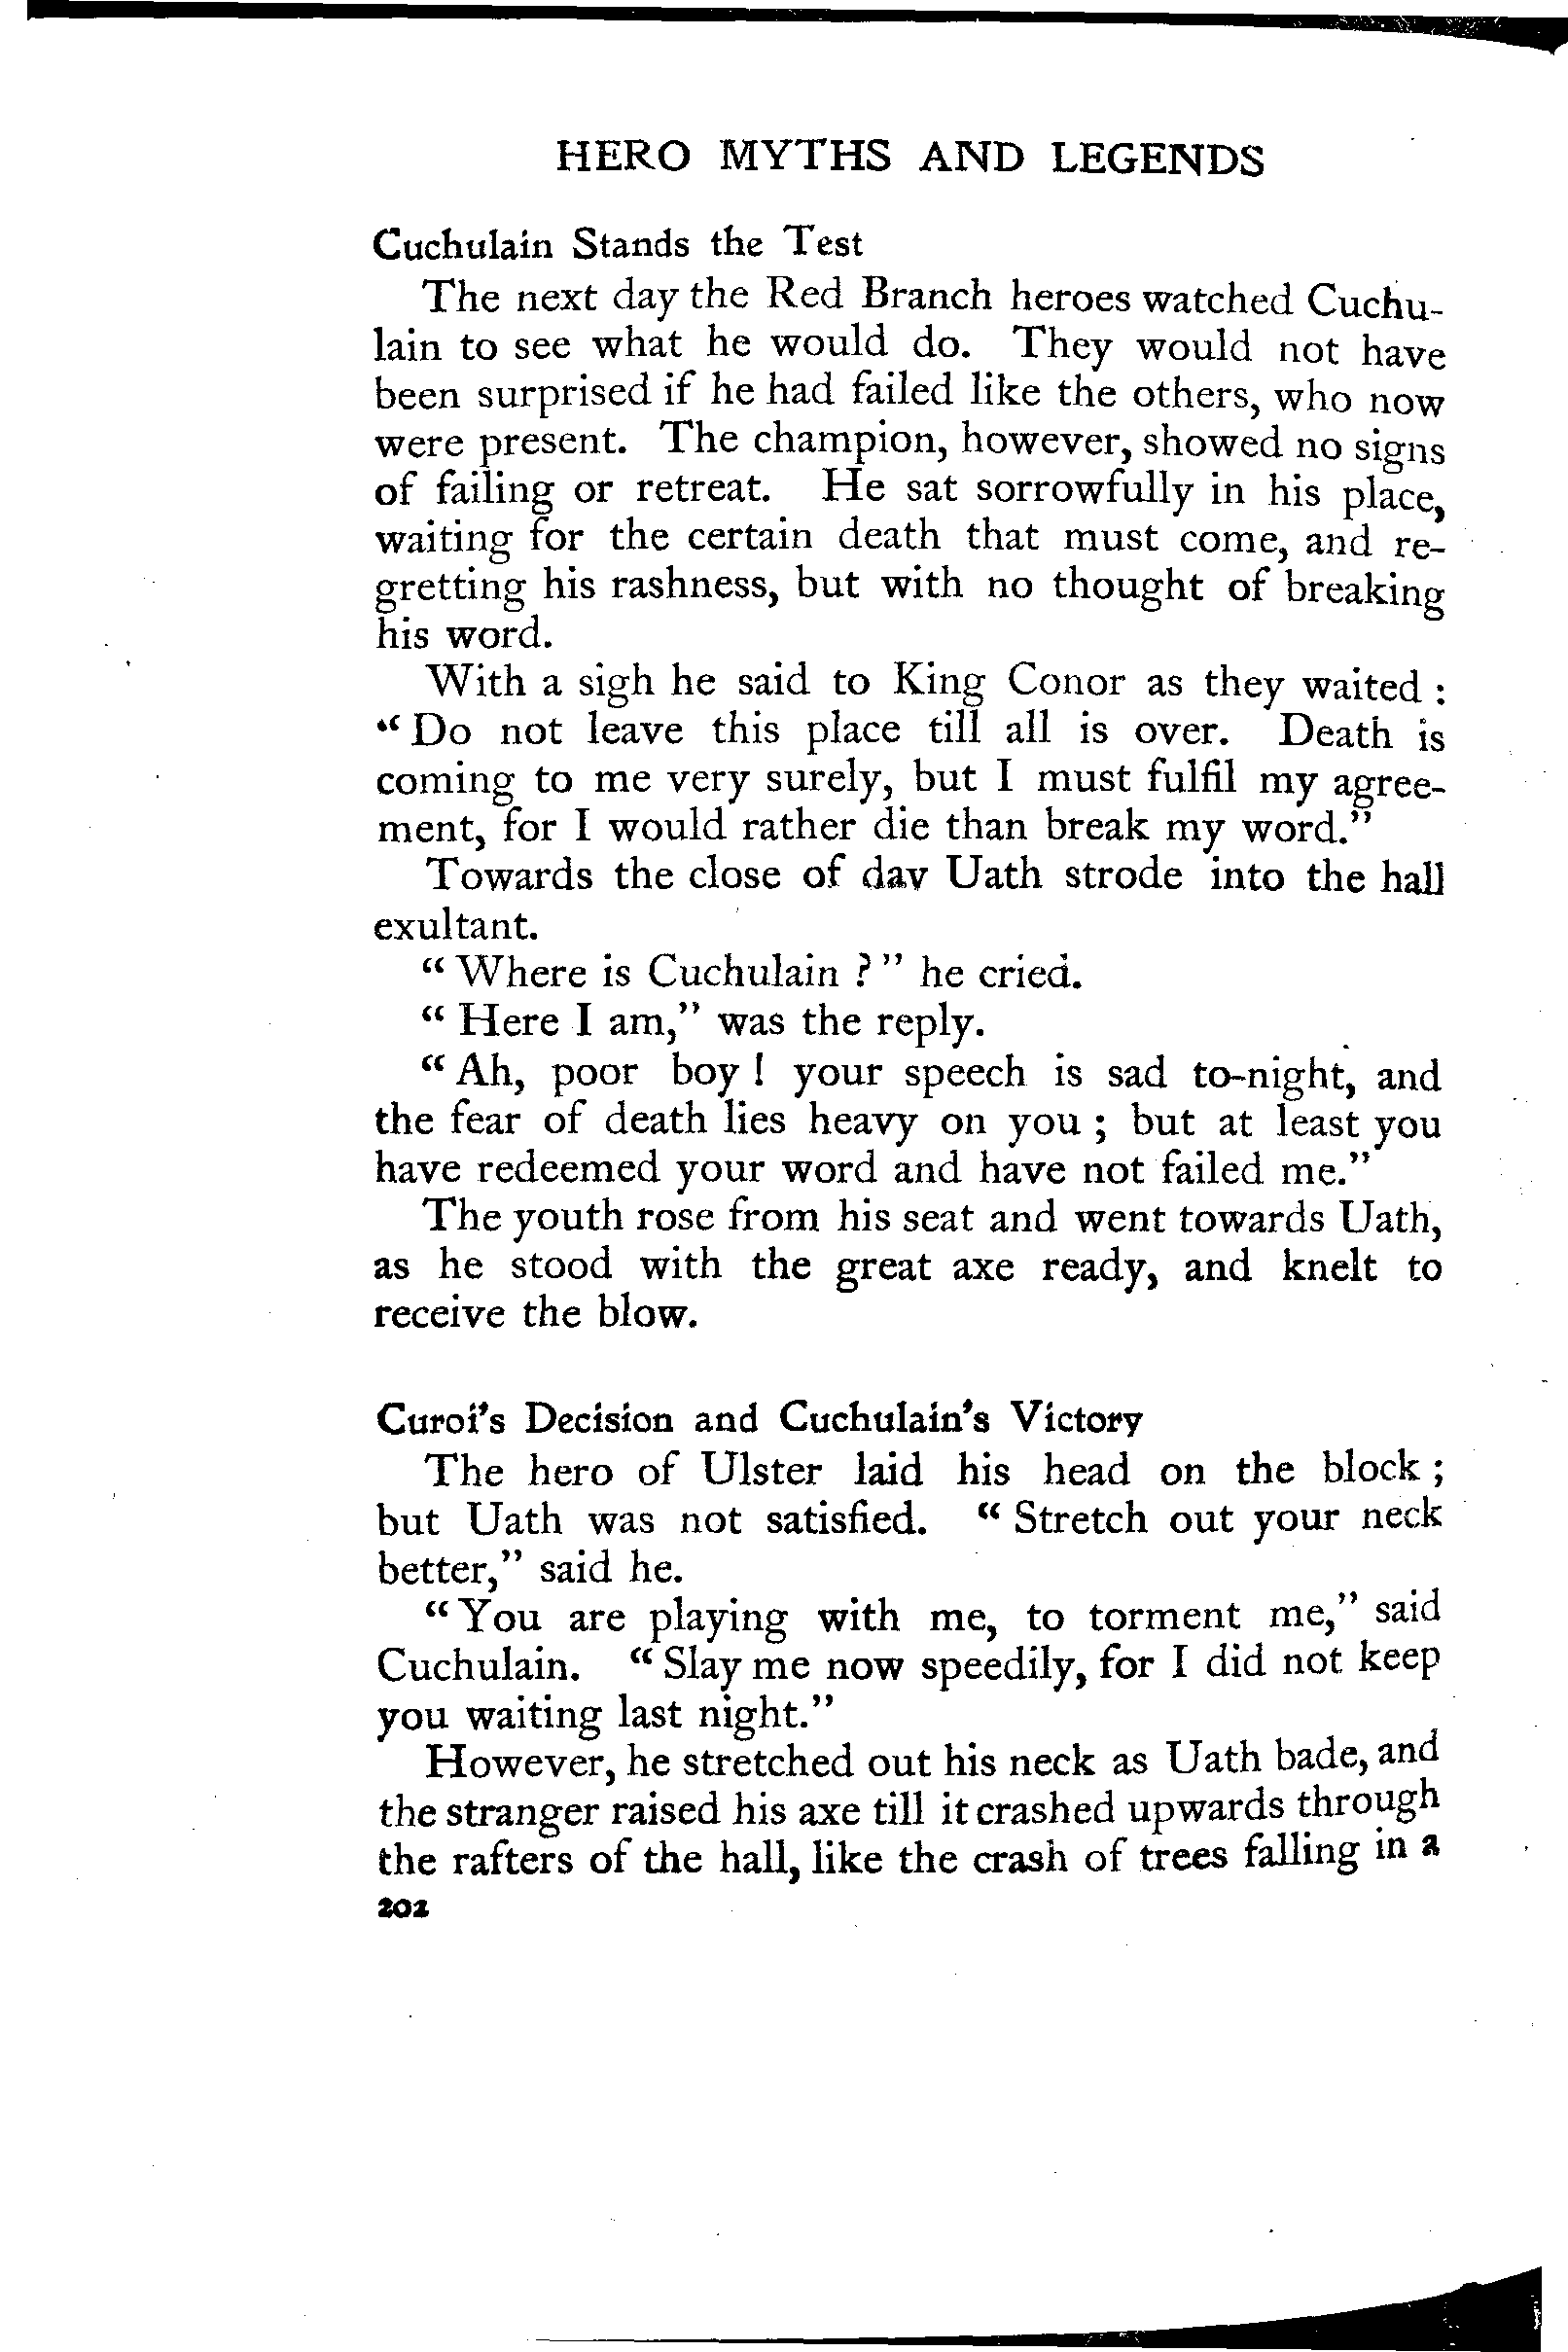 HERO MYTHS AND LEGENDS
Cuchulain Stands the Test
The next day the Red Branch heroes watched Cuchu-
lain to see what he would do. They would not have
been surprised if he had failed like the others, who now
were present. The champion, however, showed no signs
of failing or retreat. He sat sorrowfully in his place,
waiting for the certain death that must come, and re-
gretting his rashness, but with no thought of breaking
his word.
With a sigh he said to King Conor as they waited :
“ Do not leave this place till all is over. Death is
coming to me very surely, but I must fulfil my agree-
ment, for I would rather die than break my word.”
Towards the close of day Uath strode into the hall
exultant.
“ Where is Cuchulain ? ” he cried.
“ Here I am,” was the reply.
“ Ah, poor boy ! your speech is sad to-night, and
the fear of death lies heavy on you ; but at least you
have redeemed your word and have not failed me.”
The youth rose from his seat and went towards Uath,
as he stood with the great axe ready, and knelt to
receive the blow.
Curoi's Decision and Cuchulain's Victory
The hero of Ulster laid his head on the block ;
but Uath was not satisfied. “ Stretch out your neck
better,” said he.
“ You are playing with me, to torment me,” said
Cuchulain. “ Slay me now speedily, for I did not keep
you waiting last night.”
However, he stretched out his neck as Uath bade, and
the stranger raised his axe till it crashed upwards through
the rafters of the hall, like the crash of trees falling in a
202